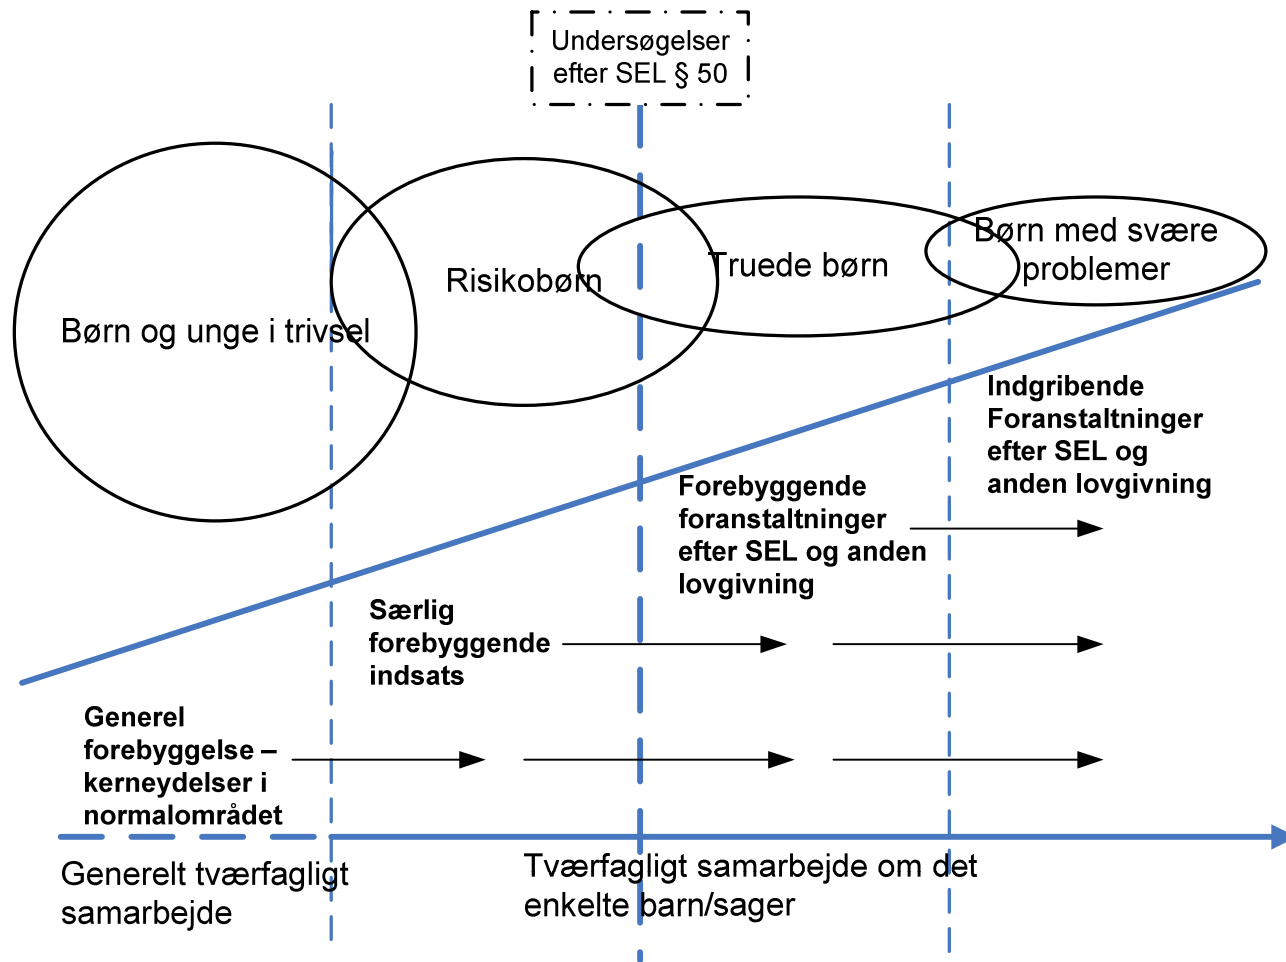 Undersøgelser
efter SEL § 50
Børn og unge i trivsel
Risikobørn
Truede børn
Børn med svære
problemer
Indgribende
Foranstaltninger
efter SEL og
anden lovgivning
Forebyggende
foranstaltninger
efter SEL og anden
lovgivning
Særlig
forebyggende
indsats
Generel
forebyggelse –
kerneydelser i
normalområdet
Generelt tværfagligt
samarbejde
Tværfagligt samarbejde om det
enkelte barn/sager